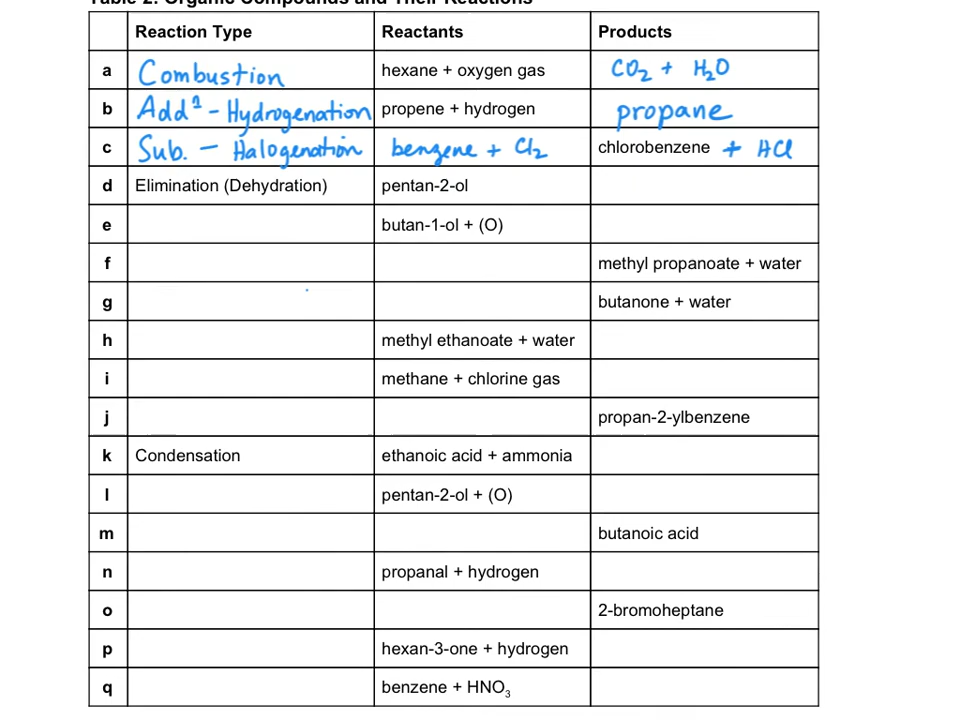 Table 2: Organic Compounds and Their Reactions
Reaction Type Reactants Products
a Combustion hexane + oxygen gas CO₂ + H₂O
b Addⁿ - Hydrogenation propene + hydrogen propane
c Sub. - Halogenation benzene + Cl₂ chlorobenzene + HCl
d Elimination (Dehydration) pentan-2-ol
e butan-1-ol + (O)
f methyl propanoate + water
g butanone + water
h methyl ethanoate + water
i methane + chlorine gas
j propan-2-ylbenzene
k Condensation ethanoic acid + ammonia
l pentan-2-ol + (O)
m butanoic acid
n propanal + hydrogen
o 2-bromoheptane
p hexan-3-one + hydrogen
q benzene + HNO₃